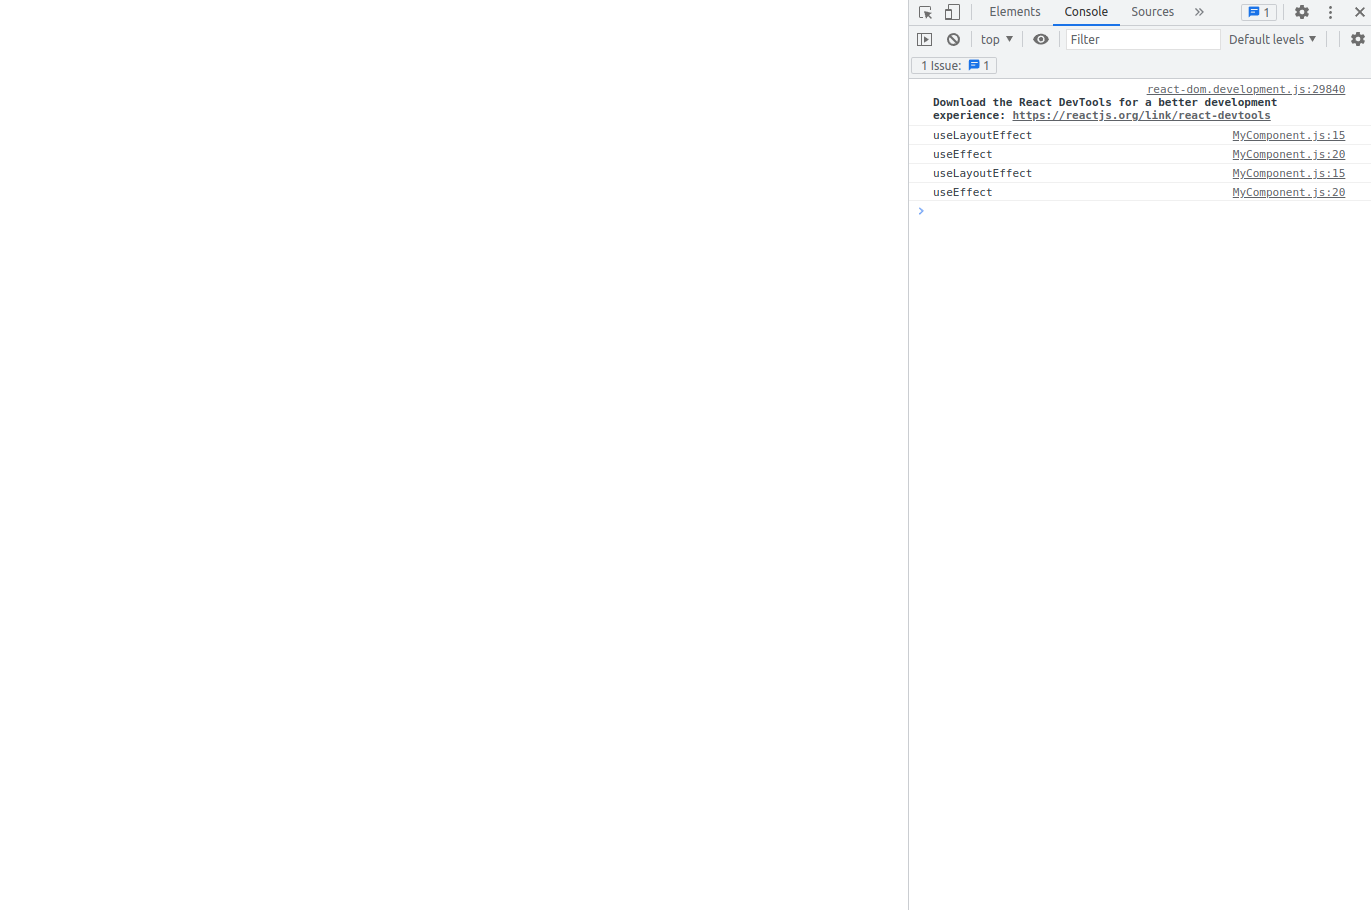 Elements Console Sources 1
top Filter Default levels
1 Issue: 1
react-dom.development.js:29840
Download the React DevTools for a better development
experience: https://reactjs.org/link/react-devtools
useLayoutEffect MyComponent.js:15
useEffect MyComponent.js:20
useLayoutEffect MyComponent.js:15
useEffect MyComponent.js:20